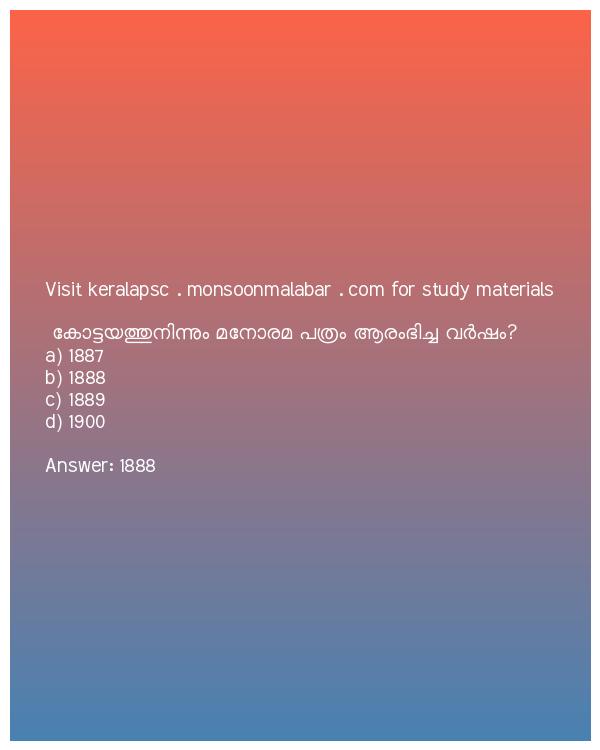 Visit keralapsc . monsoonmalabar . com for study materials
കോട്ടയത്തുനിന്നും മനോരമ പത്രം ആരംഭിച്ച വർഷം?
a) 1887
b) 1888
c) 1889
d) 1900
Answer: 1888